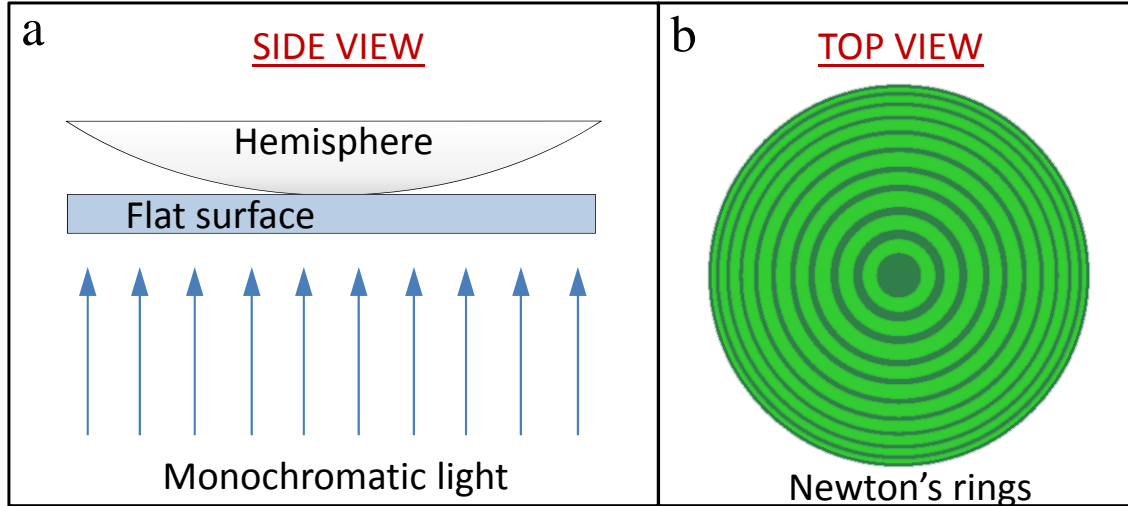 a
SIDE VIEW
Hemisphere
Flat surface
Monochromatic light
b
TOP VIEW
Newton’s rings